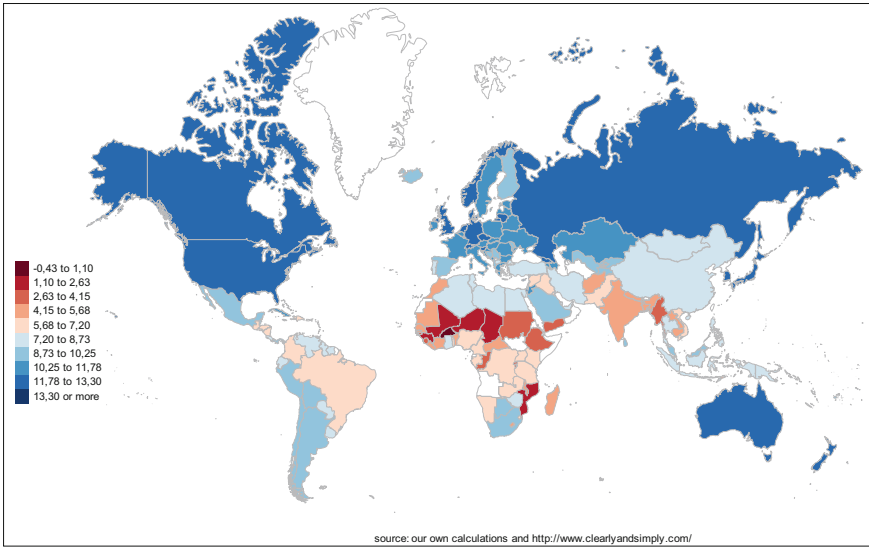 -0,43 to 1,10
1,10 to 2,63
2,63 to 4,15
4,15 to 5,68
5,68 to 7,20
7,20 to 8,73
8,73 to 10,25
10,25 to 11,78
11,78 to 13,30
13,30 or more
source: our own calculations and http://www.clearlyandsimply.com/